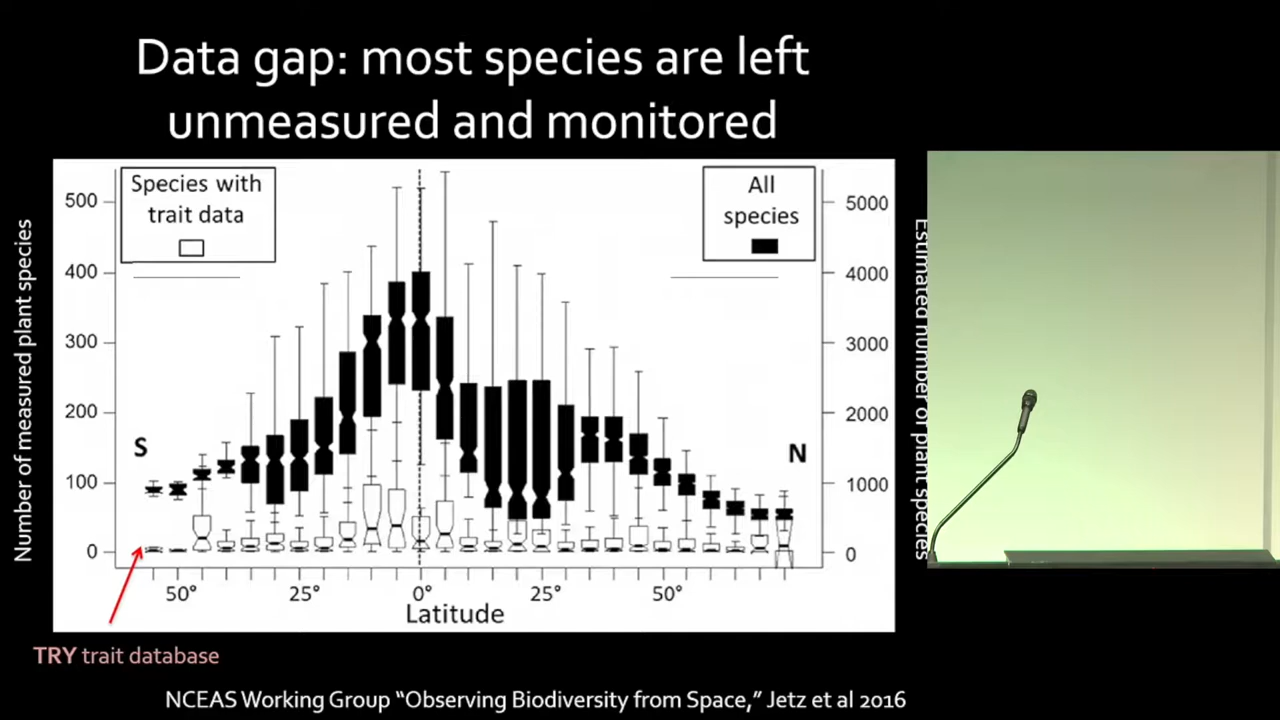 Data gap: most species are left
unmeasured and monitored
Species with
trait data
All
species
Number of measured plant species
500
400
300
200
100
0
5000
4000
3000
2000
1000
0
Estimated number of plant species
S
N
50°
25°
0°
25°
50°
Latitude
TRY trait database
NCEAS Working Group “Observing Biodiversity from Space,” Jetz et al 2016